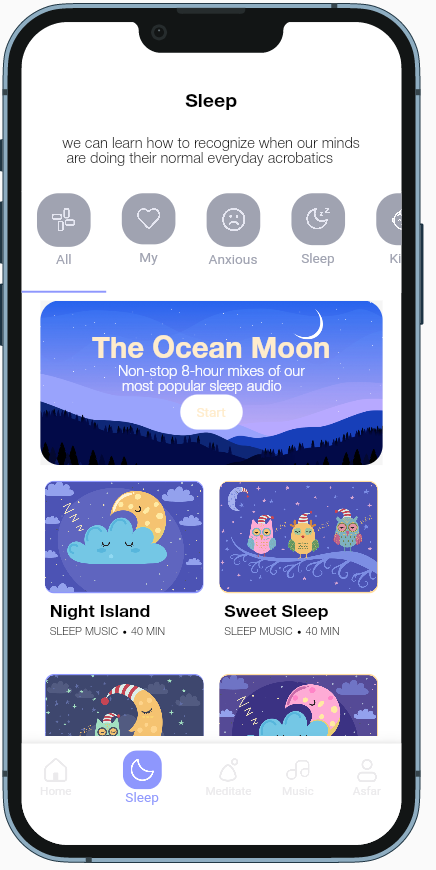 Sleep
we can learn how to recognize when our minds
are doing their normal everyday acrobatics
All
My
Anxious
Sleep
Ki
The Ocean Moon
Non-stop 8-hour mixes of our
most popular sleep audio
Start
Night Island
SLEEP MUSIC • 40 MIN
Sweet Sleep
SLEEP MUSIC • 40 MIN
Home
Sleep
Meditate
Music
Asfar